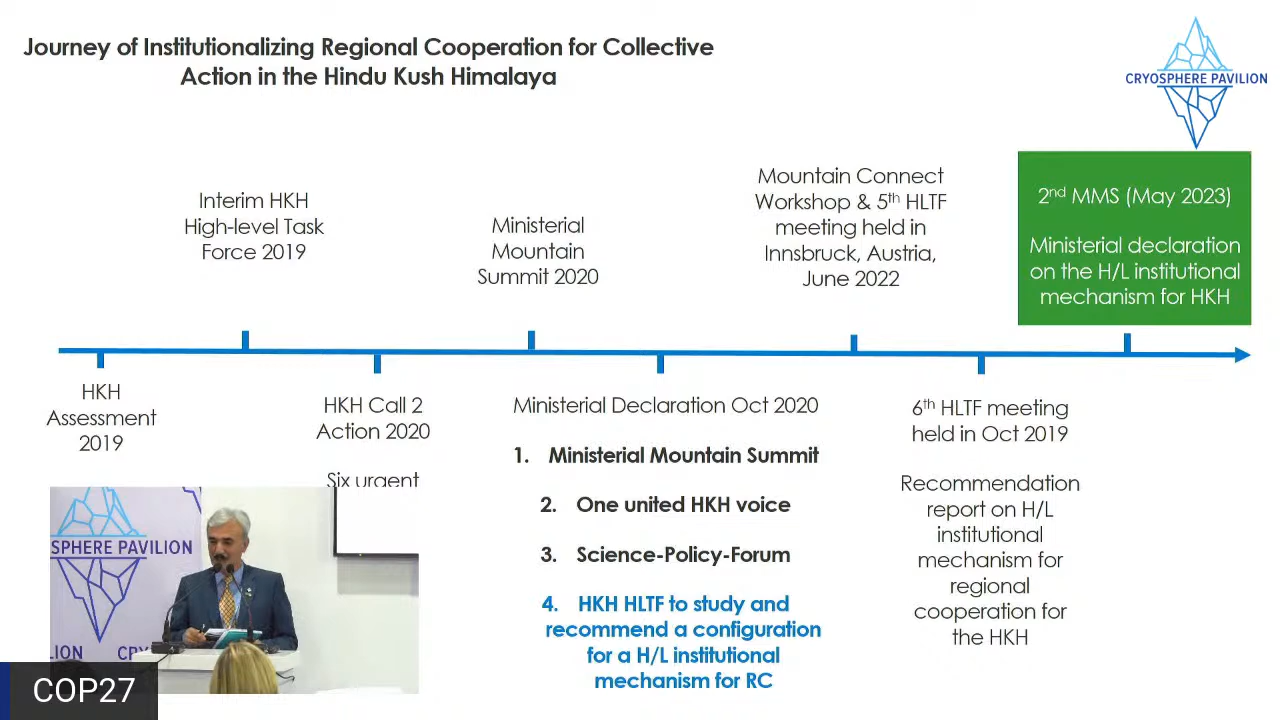 Journey of Institutionalizing Regional Cooperation for Collective
Action in the Hindu Kush Himalaya
CRYOSPHERE PAVILION
Interim HKH
High-level Task
Force 2019
Ministerial
Mountain
Summit 2020
Mountain Connect
Workshop & 5th HLTF
meeting held in
Innsbruck, Austria,
June 2022
2nd MMS (May 2023)
Ministerial declaration
on the H/L institutional
mechanism for HKH
HKH
Assessment
2019
HKH Call 2
Action 2020
Six urgent
Ministerial Declaration Oct 2020
1. Ministerial Mountain Summit
2. One united HKH voice
3. Science-Policy-Forum
4. HKH HLTF to study and
recommend a configuration
for a H/L institutional
mechanism for RC
6th HLTF meeting
held in Oct 2019
Recommendation
report on H/L
institutional
mechanism for
regional
cooperation for
the HKH
SPHERE PAVILION
LION CRY
COP27